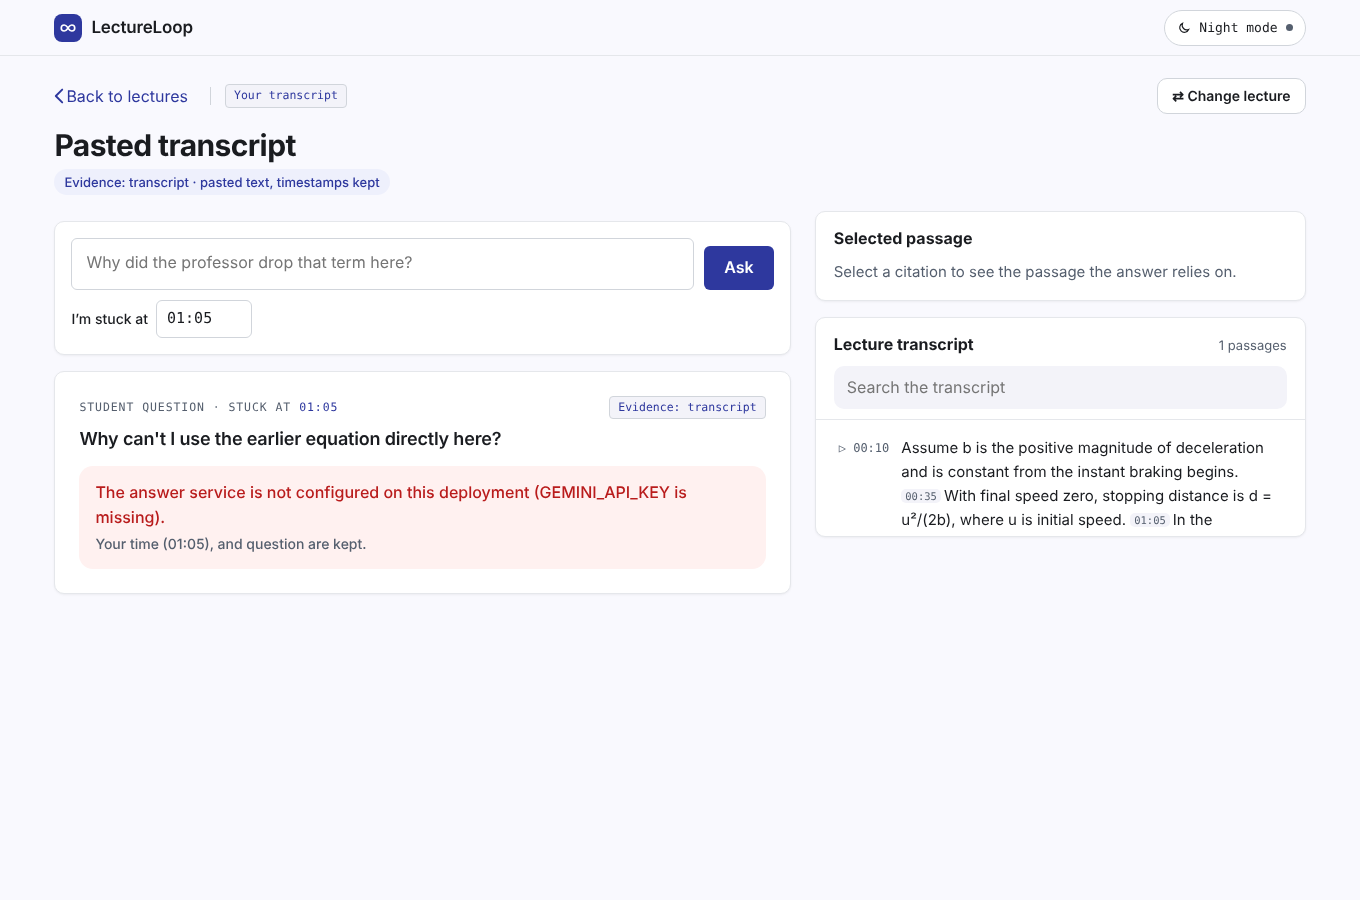 LectureLoop
Night mode
Back to lectures
Your transcript
⇄ Change lecture
Pasted transcript
Evidence: transcript · pasted text, timestamps kept
Why did the professor drop that term here?
Ask
I’m stuck at
01:05
STUDENT QUESTION · STUCK AT 01:05
Evidence: transcript
Why can't I use the earlier equation directly here?
The answer service is not configured on this deployment (GEMINI_API_KEY is
missing).
Your time (01:05), and question are kept.
Selected passage
Select a citation to see the passage the answer relies on.
Lecture transcript
1 passages
Search the transcript
▷ 00:10 Assume b is the positive magnitude of deceleration
and is constant from the instant braking begins.
00:35 With final speed zero, stopping distance is d =
u²/(2b), where u is initial speed. 01:05 In the